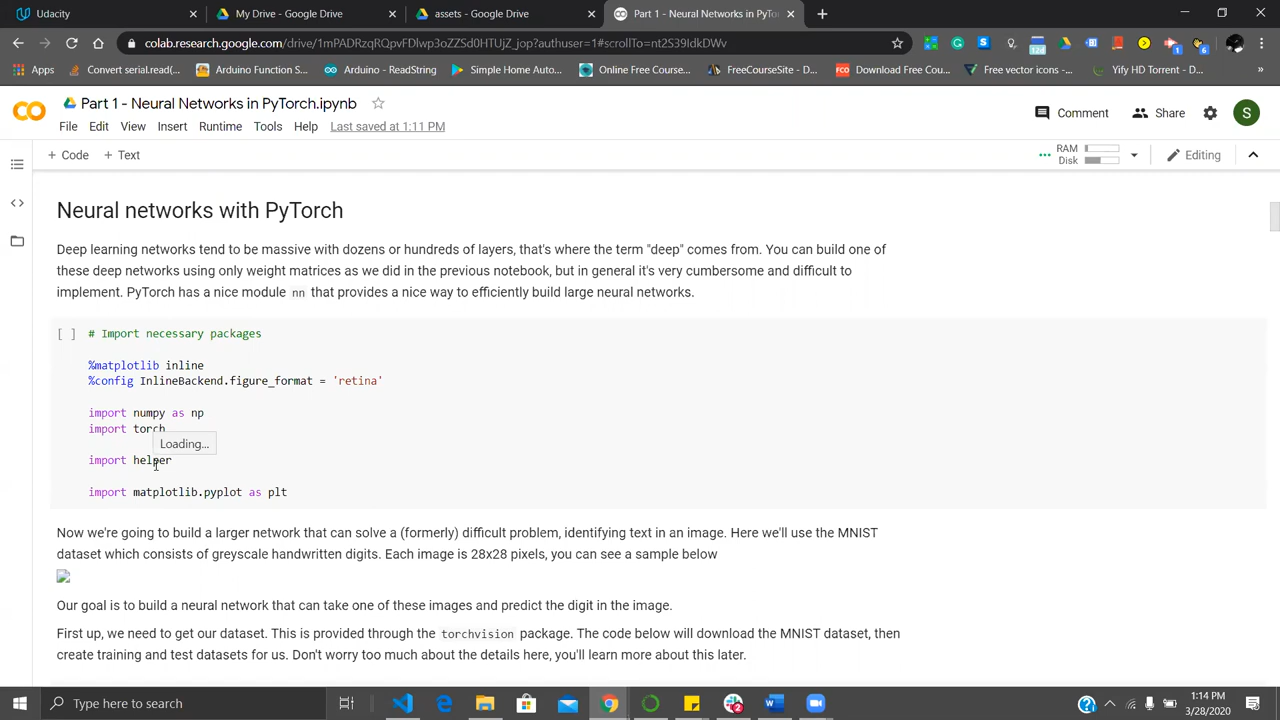 Udacity
My Drive - Google Drive
assets - Google Drive
Part 1 - Neural Networks in PyTor
colab.research.google.com/drive/1mPADRzqRQpvFDlwp3oZZSd0HTUjZ_jop?authuser=1#scrollTo=nt2S39IdkDWv
Apps
Convert serial.read(...
Arduino Function S...
Arduino - ReadString
Simple Home Auto...
Online Free Course...
FreeCourseSite - D...
Download Free Cou...
Free vector icons -...
Yify HD Torrent - D...
»
Part 1 - Neural Networks in PyTorch.ipynb
Comment
Share
S
File Edit View Insert Runtime Tools Help Last saved at 1:11 PM
+ Code + Text
RAM
Disk
Editing
Neural networks with PyTorch
Deep learning networks tend to be massive with dozens or hundreds of layers, that's where the term "deep" comes from. You can build one of
these deep networks using only weight matrices as we did in the previous notebook, but in general it's very cumbersome and difficult to
implement. PyTorch has a nice module nn that provides a nice way to efficiently build large neural networks.
[ ] # Import necessary packages
%matplotlib inline
%config InlineBackend.figure_format = 'retina'
import numpy as np
import torch
Loading...
import helper
import matplotlib.pyplot as plt
Now we're going to build a larger network that can solve a (formerly) difficult problem, identifying text in an image. Here we'll use the MNIST
dataset which consists of greyscale handwritten digits. Each image is 28x28 pixels, you can see a sample below
Our goal is to build a neural network that can take one of these images and predict the digit in the image.
First up, we need to get our dataset. This is provided through the torchvision package. The code below will download the MNIST dataset, then
create training and test datasets for us. Don't worry too much about the details here, you'll learn more about this later.
Type here to search
1:14 PM
3/28/2020